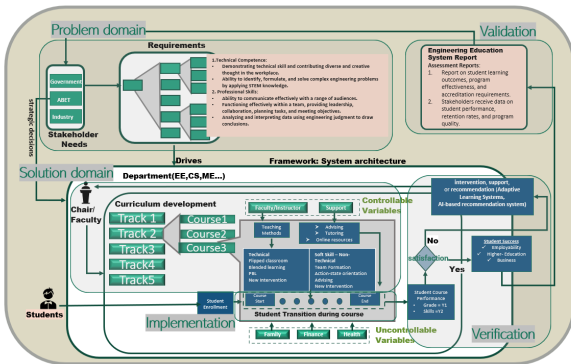 Problem domain
Validation
Government
ABET
Industry
Stakeholder
Needs
Requirements
1.Technical Competence:
• Demonstrating technical skill and contributing diverse and creative
thought in the workplace.
• Ability to identify, formulate, and solve complex engineering problems
by applying STEM knowledge.
2. Professional Skills:
• Ability to communicate effectively with a range of audiences.
• Functioning effectively within a team, providing leadership,
collaboration, planning tasks, and meeting objectives.
• Analyzing and interpreting data using engineering judgment to draw
conclusions.
Engineering Education
System Report
Assessment Reports:
1. Report on student learning
outcomes, program
effectiveness, and
accreditation requirements.
2. Stakeholders receive data on
student performance,
retention rates, and program
quality.
strategic decisions
Drives
Framework: System architecture
Solution domain
Department(EE,CS,ME...)
Chair/
Faculty
Curriculum development
Track 1
Track 2
Track3
Track4
Track5
Course1
Course2
Course3
Faculty/Instructor
Support
Controllable
Variables
Teaching
Methods
➢ Advising
➢ Tutoring
➢ Online resources
Technical
Flipped classroom
Blended learning
PBL
New Intervention
Soft Skill – Non-
Technical
Team Formation
Action-state orientation
Advising
New Intervention
Intervention, support,
or recommendation (Adaptive
Learning Systems,
AI-based recommendation system)
No
satisfaction
Yes
Student Success
✓ Employability
✓ Higher- Education
✓ Business
Students
Student
Enrollment
Course
Start
Course
End
Student Transition during course
Student Course
Performance
• Grade = Y1
• Skills =Y2
Implementation
Family
Finance
Health
Uncontrollable
Variables
Verification